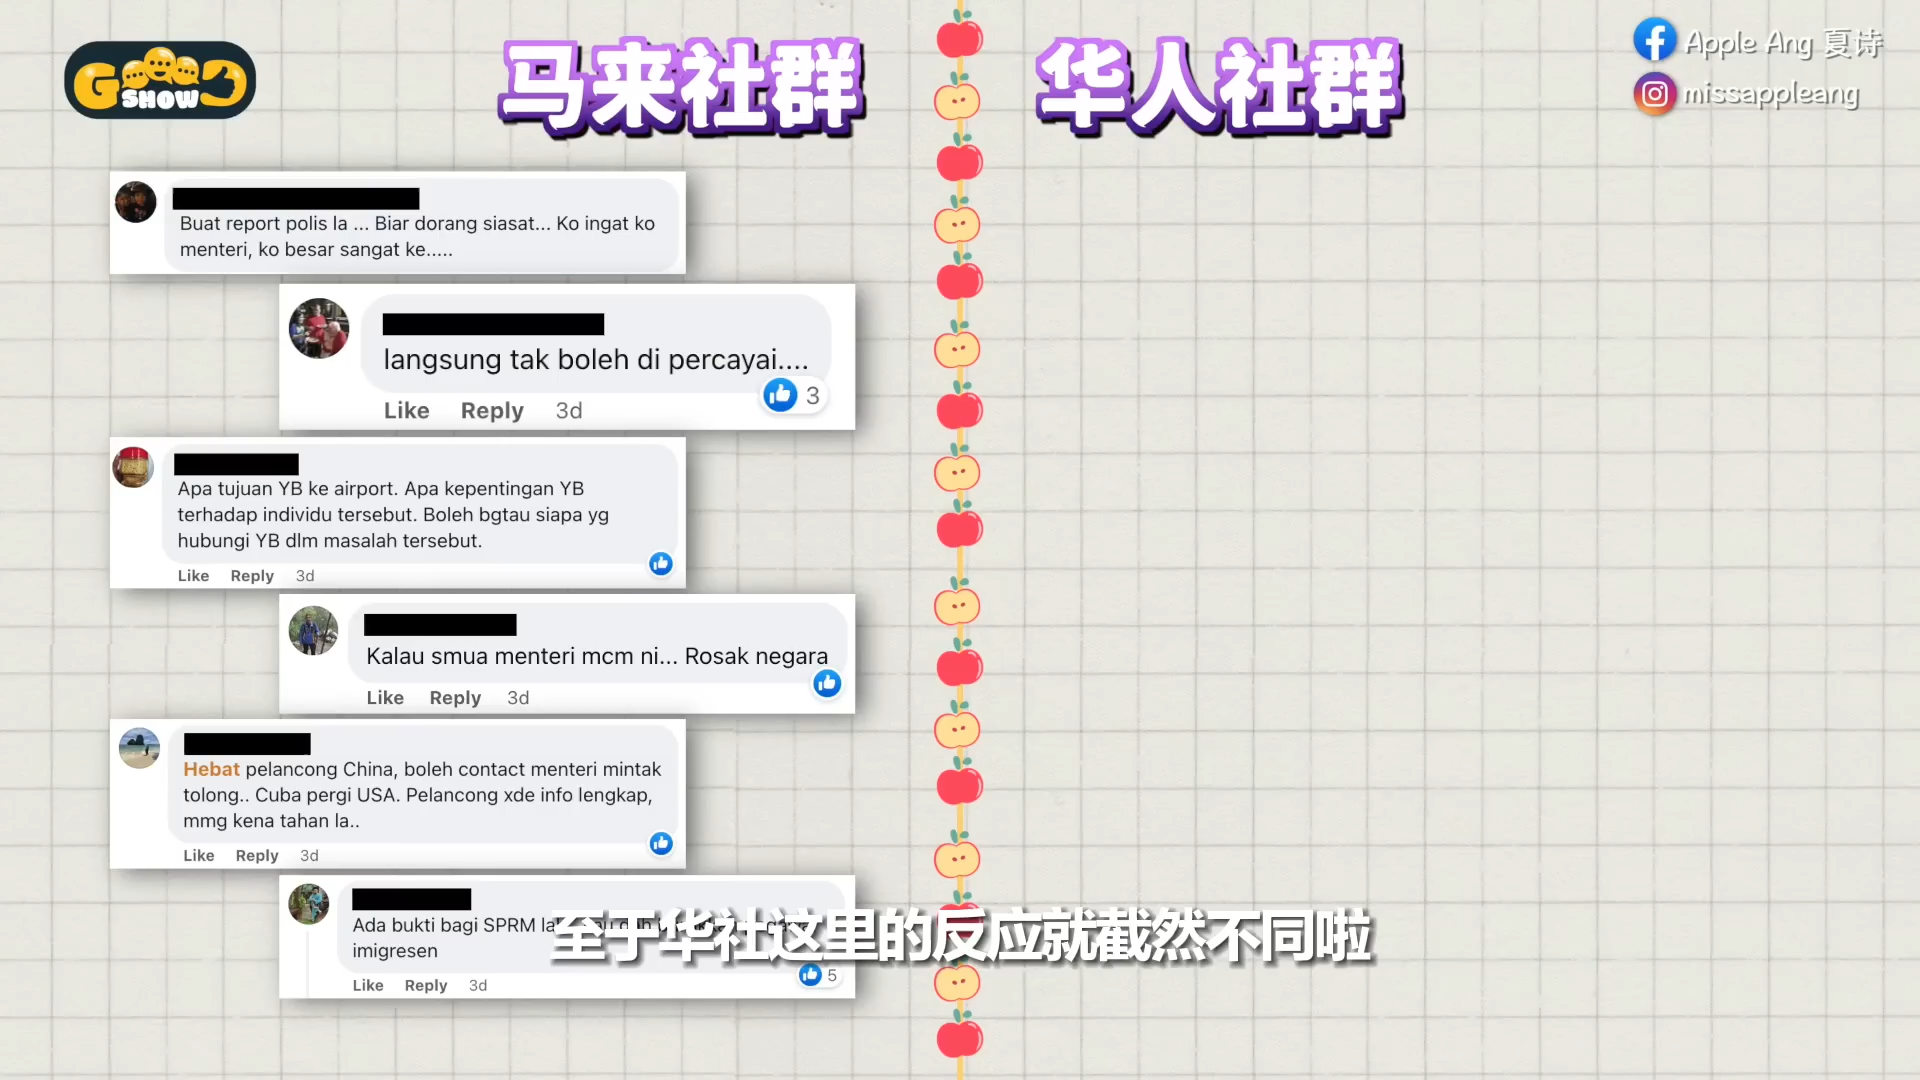 GOOD
SHOW
马来社群
华人社群
Apple Ang 夏诗
missappleang
Buat report polis la ... Biar dorang siasat... Ko ingat ko
menteri, ko besar sangat ke.....
langsung tak boleh di percayai....
3
Like Reply 3d
Apa tujuan YB ke airport. Apa kepentingan YB
terhadap individu tersebut. Boleh bgtau siapa yg
hubungi YB dlm masalah tersebut.
Like Reply 3d
Kalau smua menteri mcm ni... Rosak negara
Like Reply 3d
Hebat pelancong China, boleh contact menteri mintak
tolong.. Cuba pergi USA. Pelancong xde info lengkap,
mmg kena tahan la..
Like Reply 3d
Ada bukti bagi SPRM
imigresen
5
Like Reply 3d
至于华社这里的反应就截然不同啦